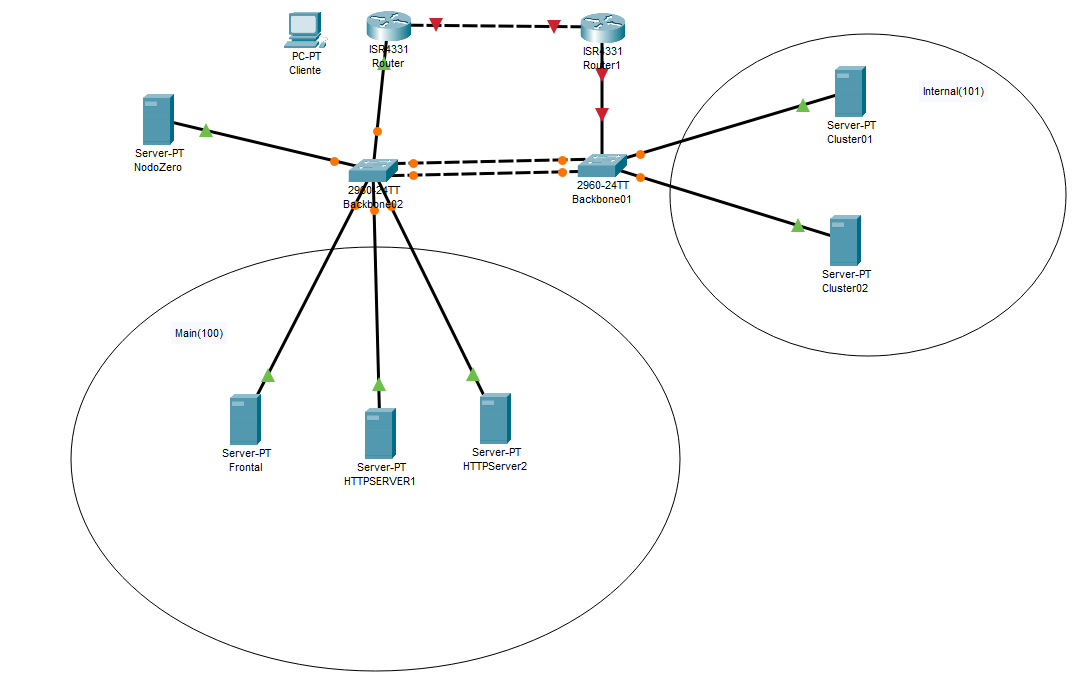 PC-PT
Cliente
ISR4331
Router
ISR4331
Router1
Server-PT
NodoZero
2960-24TT
Backbone02
2960-24TT
Backbone01
Server-PT
Cluster01
Internal(101)
Server-PT
Cluster02
Main(100)
Server-PT
Frontal
Server-PT
HTTPSERVER1
Server-PT
HTTPServer2